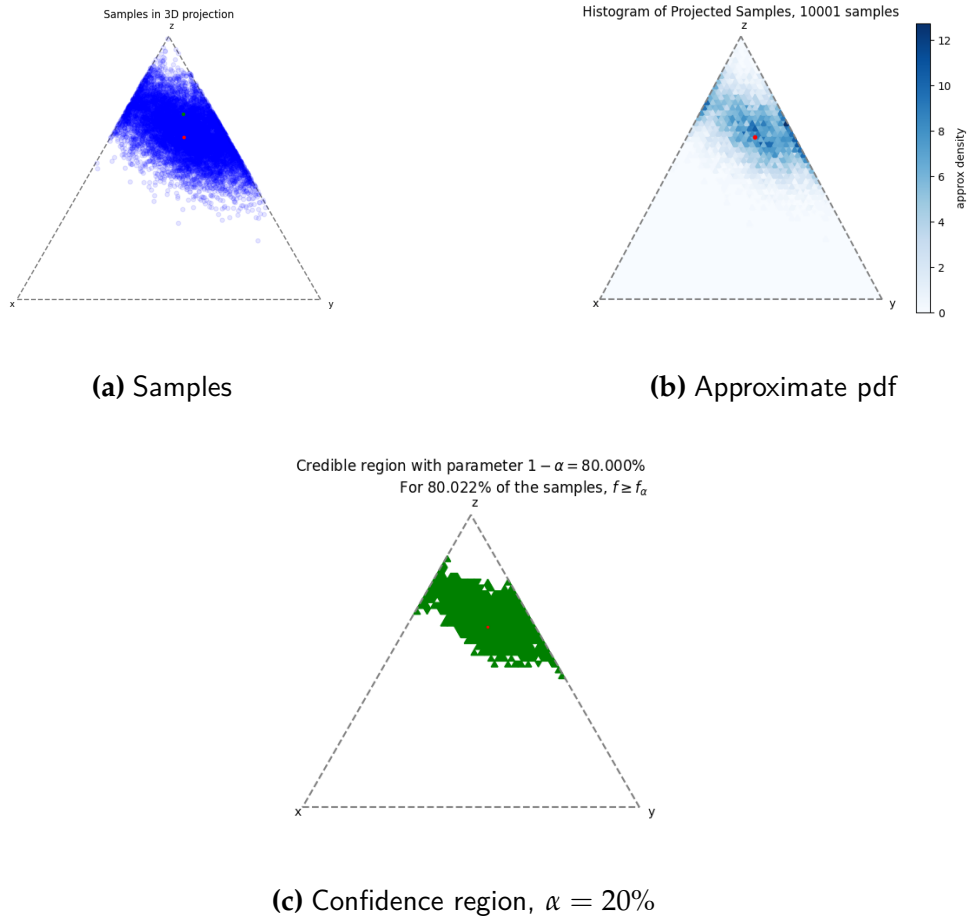 Samples in 3D projection
z
x
y
(a) Samples
Histogram of Projected Samples, 10001 samples
z
x
y
12
10
8
6
4
2
0
approx density
(b) Approximate pdf
Credible region with parameter 1 − α = 80.000%
For 80.022% of the samples, f ≥ fα
z
x
y
(c) Confidence region, α = 20%